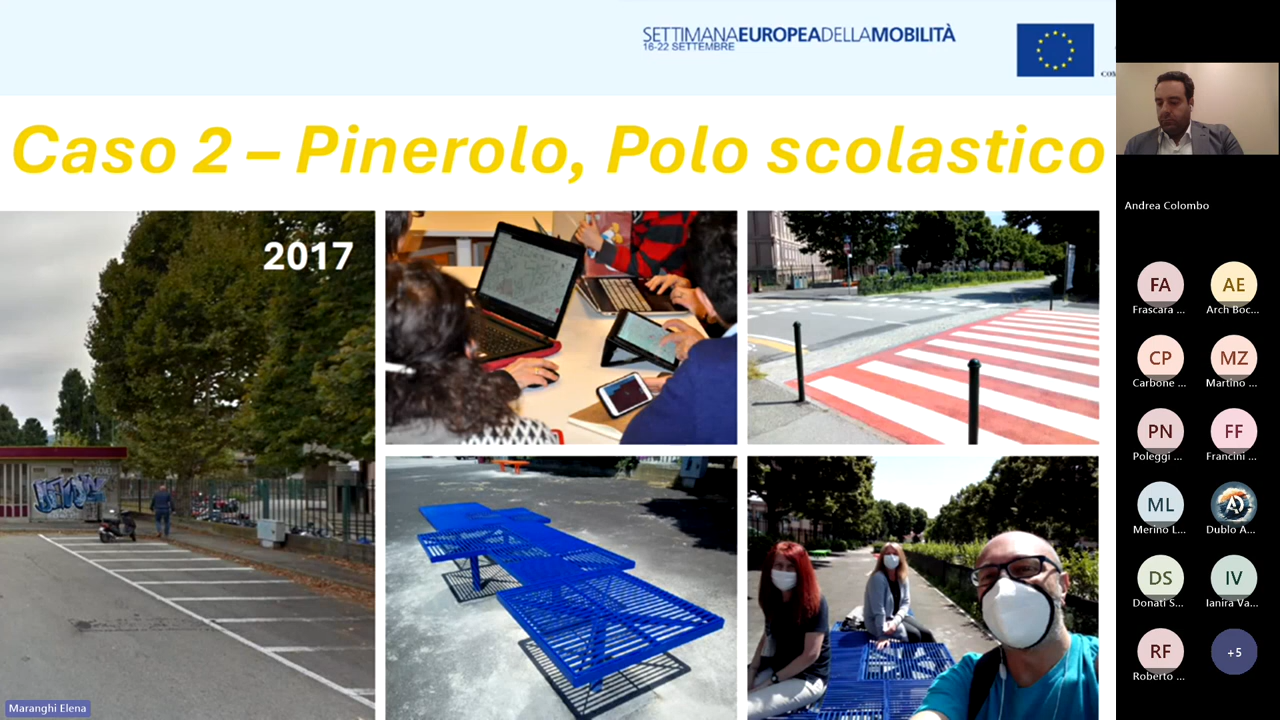 SETTIMANAEUROPEADELLAMOBILITÀ
16-22 SETTEMBRE
Caso 2 – Pinerolo, Polo scolastico
2017
Andrea Colombo
FA
AE
Frascara ...
Arch Boc...
CP
MZ
Carbone ...
Martino ...
PN
FF
Poleggi ...
Francini ...
ML
Merino L...
Dublo A...
DS
IV
Donati S...
Ianira Va...
RF
+5
Roberto ...
Maranghi Elena